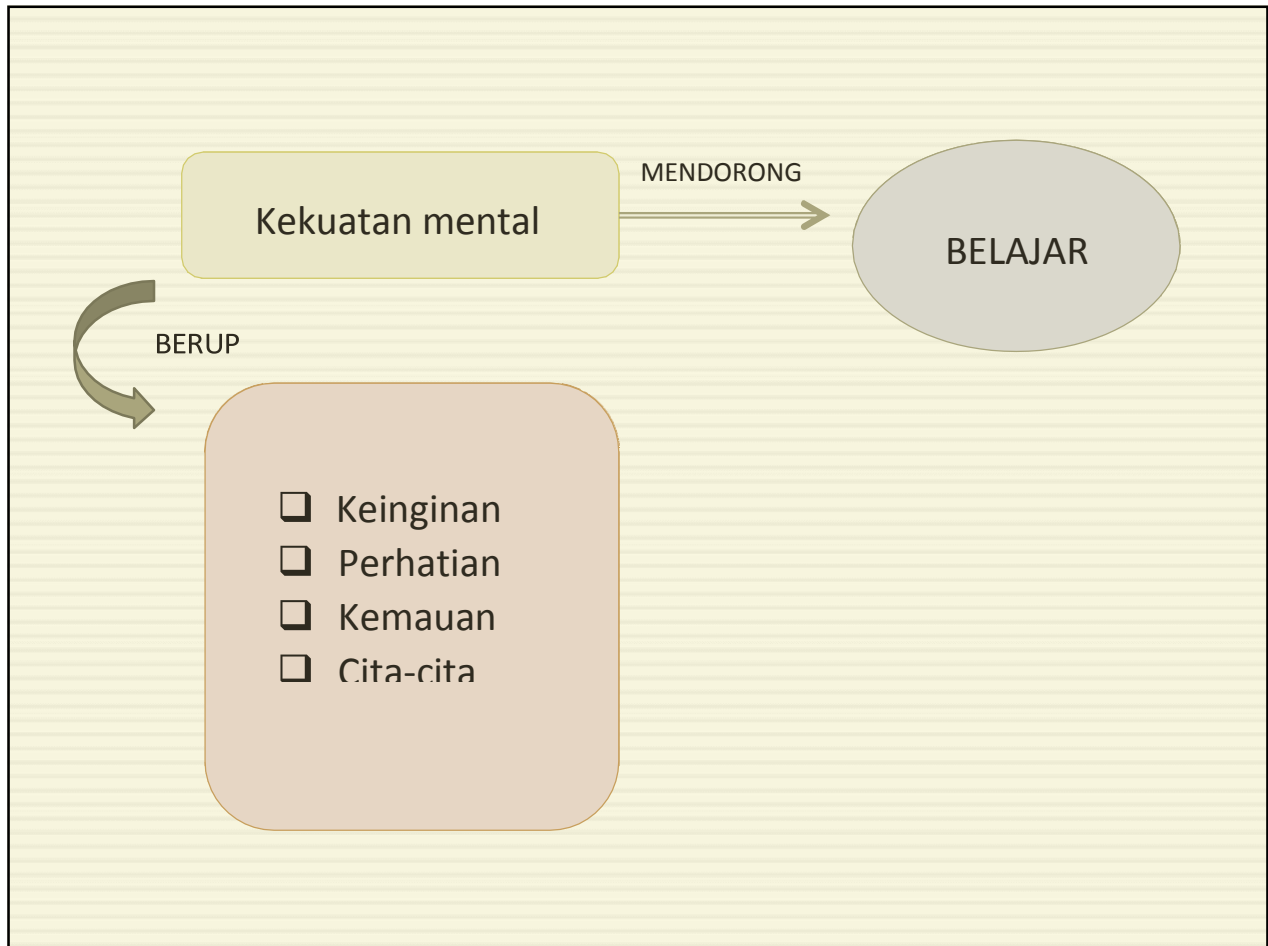 MENDORONG
Kekuatan mental
BELAJAR
BERUP
❑ Keinginan
❑ Perhatian
❑ Kemauan
❑ Cita-cita